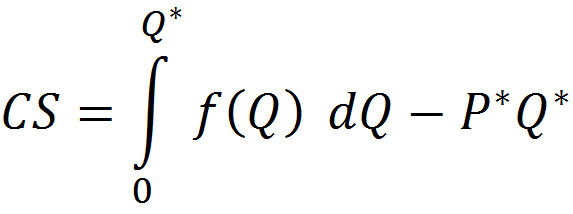 CS = ∫₀^{Q*} f(Q) dQ − P*Q*